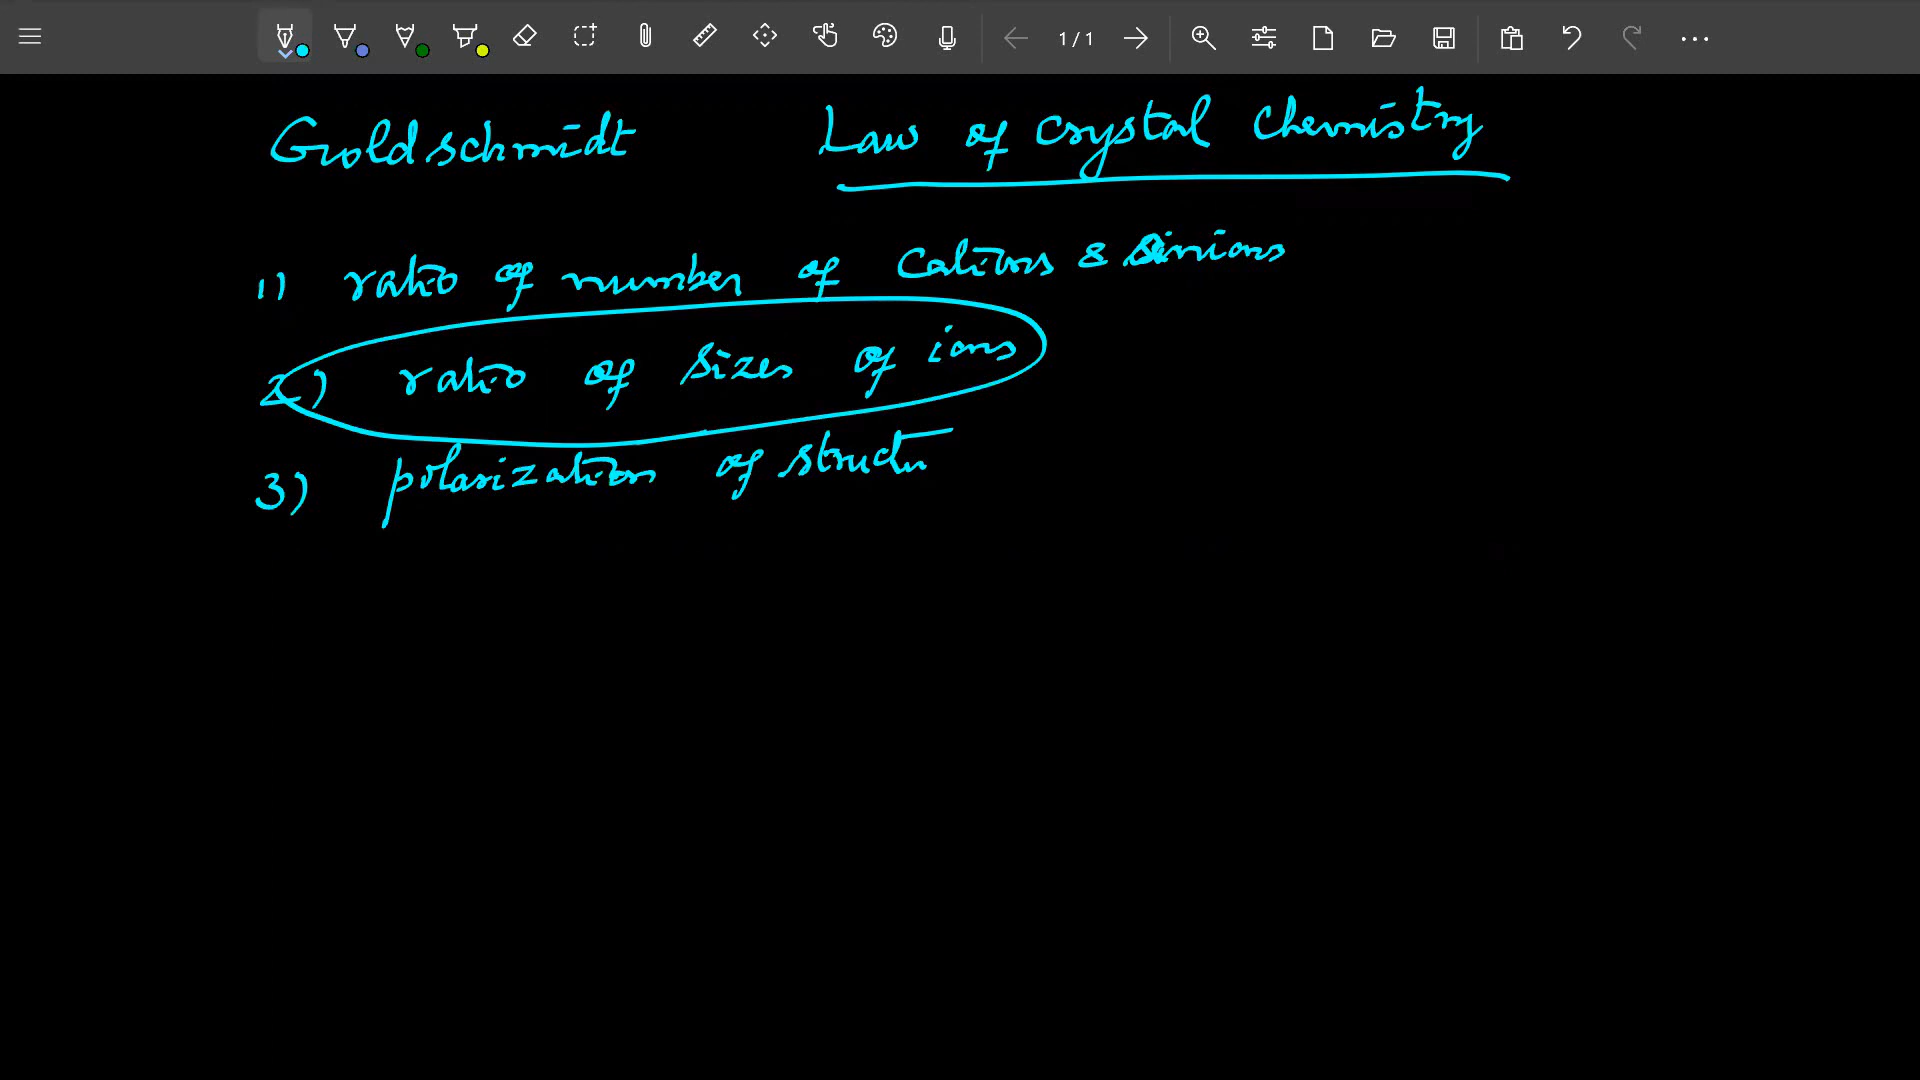 1 / 1
Goldschmidt Law of crystal chemistry
1) ratio of number of Cations & Anions
2) ratio of sizes of ions
3) polarization of struct